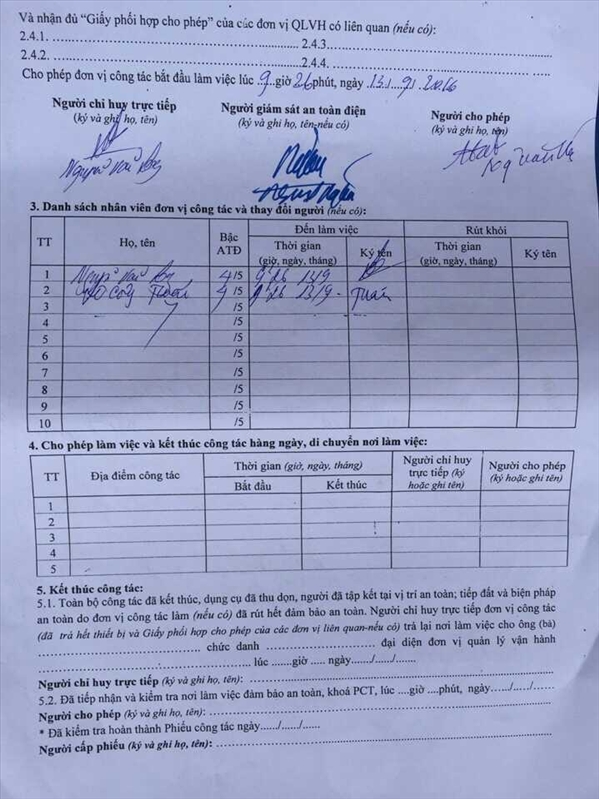 Và nhận đủ “Giấy phối hợp cho phép” của các đơn vị QLVH có liên quan (nếu có):
2.4.1. ........................ 2.4.3. ........................
2.4.2. ........................ 2.4.4. ........................
Cho phép đơn vị công tác bắt đầu làm việc lúc 9 giờ 26 phút, ngày 13/9/
Người chỉ huy trực tiếp Người giám sát an toàn điện Người cho phép
(ký và ghi họ, tên) (ký và ghi họ, tên-nếu có) (ký và ghi họ, tên)
3. Danh sách nhân viên đơn vị công tác và thay đổi người (nếu có):
TT Họ, tên Bậc ATĐ Đến làm việc Rút khỏi
Thời gian (giờ, ngày, tháng) Ký tên Thời gian (giờ, ngày, tháng) Ký tên
1 4/5 9h26 13/9
2 4/5 9h26 13/9 Tuấn
3 /5
4 /5
5 /5
6 /5
7 /5
8 /5
9 /5
10 /5
4. Cho phép làm việc và kết thúc công tác hàng ngày, di chuyển nơi làm việc:
TT Địa điểm công tác Thời gian (giờ, ngày, tháng) Người chỉ huy trực tiếp (ký hoặc ghi tên) Người cho phép (ký hoặc ghi tên)
Bắt đầu Kết thúc
1
2
3
4
5
5. Kết thúc công tác:
5.1. Toàn bộ công tác đã kết thúc, dụng cụ đã thu dọn, người đã tập kết tại vị trí an toàn; tiếp đất và biện pháp
an toàn do đơn vị công tác làm (nếu có) đã rút hết đảm bảo an toàn. Người chỉ huy trực tiếp đơn vị công tác
(đã trả hết thiết bị và Giấy phối hợp cho phép của các đơn vị liên quan-nếu có) trả lại nơi làm việc cho ông (bà)
........................ chức danh ........................ đại diện đơn vị quản lý vận hành
........................ lúc ......giờ ..... ngày....../....../......
Người chỉ huy trực tiếp (ký và ghi họ, tên): ........................
5.2. Đã tiếp nhận và kiểm tra nơi làm việc đảm bảo an toàn, khoá PCT, lúc ....giờ ....phút, ngày....../...../......
Người cho phép (ký và ghi họ, tên): ........................
* Đã kiểm tra hoàn thành Phiếu công tác ngày....../....../......
Người cấp phiếu (ký và ghi họ, tên): ........................